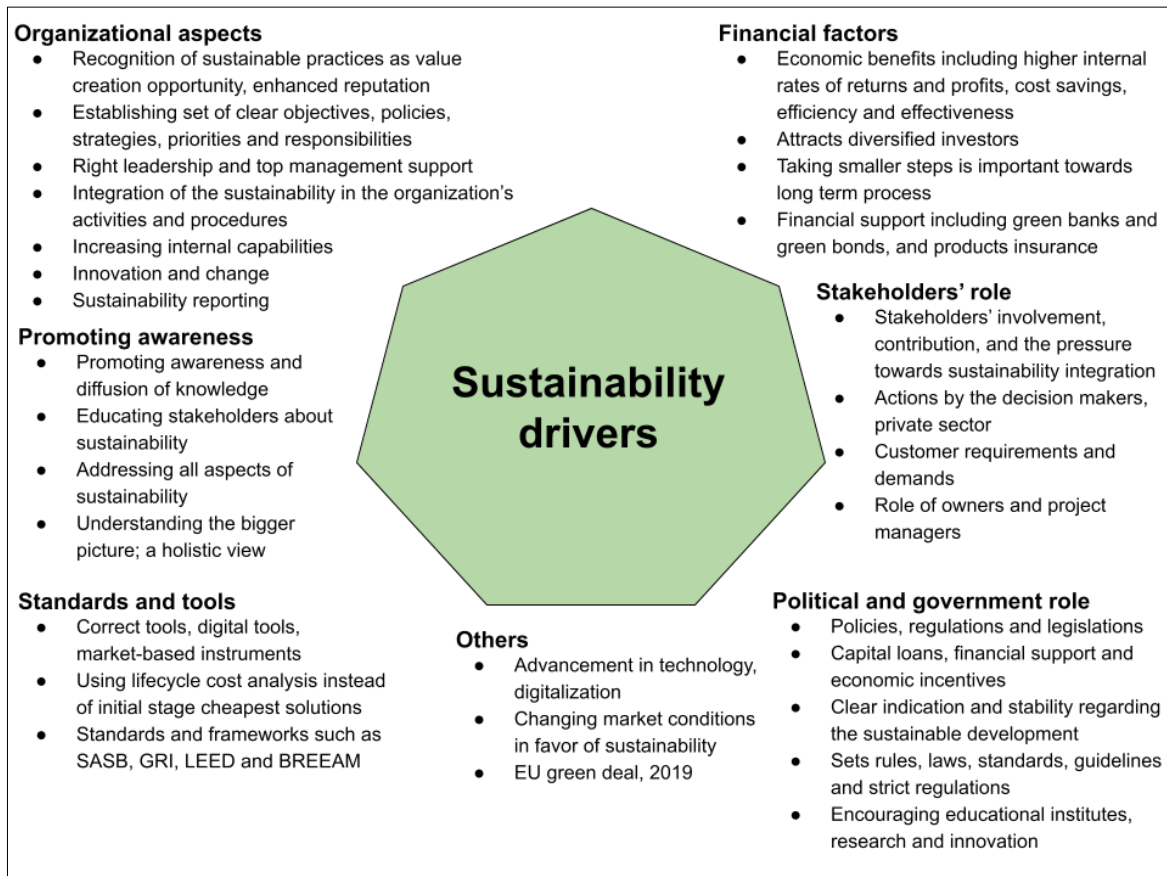 Organizational aspects
● Recognition of sustainable practices as value
creation opportunity, enhanced reputation
● Establishing set of clear objectives, policies,
strategies, priorities and responsibilities
● Right leadership and top management support
● Integration of the sustainability in the organization's
activities and procedures
● Increasing internal capabilities
● Innovation and change
● Sustainability reporting
Promoting awareness
● Promoting awareness and
diffusion of knowledge
● Educating stakeholders about
sustainability
● Addressing all aspects of
sustainability
● Understanding the bigger
picture; a holistic view
Standards and tools
● Correct tools, digital tools,
market-based instruments
● Using lifecycle cost analysis instead
of initial stage cheapest solutions
● Standards and frameworks such as
SASB, GRI, LEED and BREEAM
Sustainability
drivers
Others
● Advancement in technology,
digitalization
● Changing market conditions
in favor of sustainability
● EU green deal, 2019
Financial factors
● Economic benefits including higher internal
rates of returns and profits, cost savings,
efficiency and effectiveness
● Attracts diversified investors
● Taking smaller steps is important towards
long term process
● Financial support including green banks and
green bonds, and products insurance
Stakeholders' role
● Stakeholders' involvement,
contribution, and the pressure
towards sustainability integration
● Actions by the decision makers,
private sector
● Customer requirements and
demands
● Role of owners and project
managers
Political and government role
● Policies, regulations and legislations
● Capital loans, financial support and
economic incentives
● Clear indication and stability regarding
the sustainable development
● Sets rules, laws, standards, guidelines
and strict regulations
● Encouraging educational institutes,
research and innovation